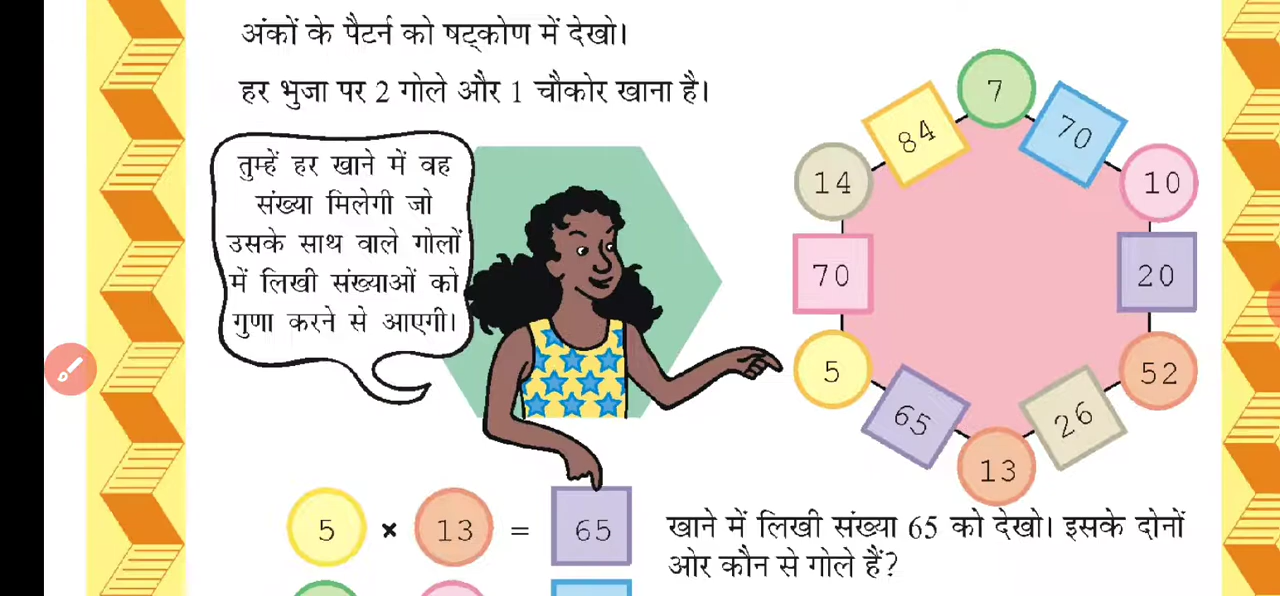 अंकों के पैटर्न को षट्कोण में देखो।
हर भुजा पर 2 गोले और 1 चौकोर खाना है।
तुम्हें हर खाने में वह
संख्या मिलेगी जो
उसके साथ वाले गोलों
में लिखी संख्याओं को
गुणा करने से आएगी।
7
84
70
14
10
70
20
5
52
65
26
13
5 × 13 = 65
खाने में लिखी संख्या 65 को देखो। इसके दोनों
ओर कौन से गोले हैं?